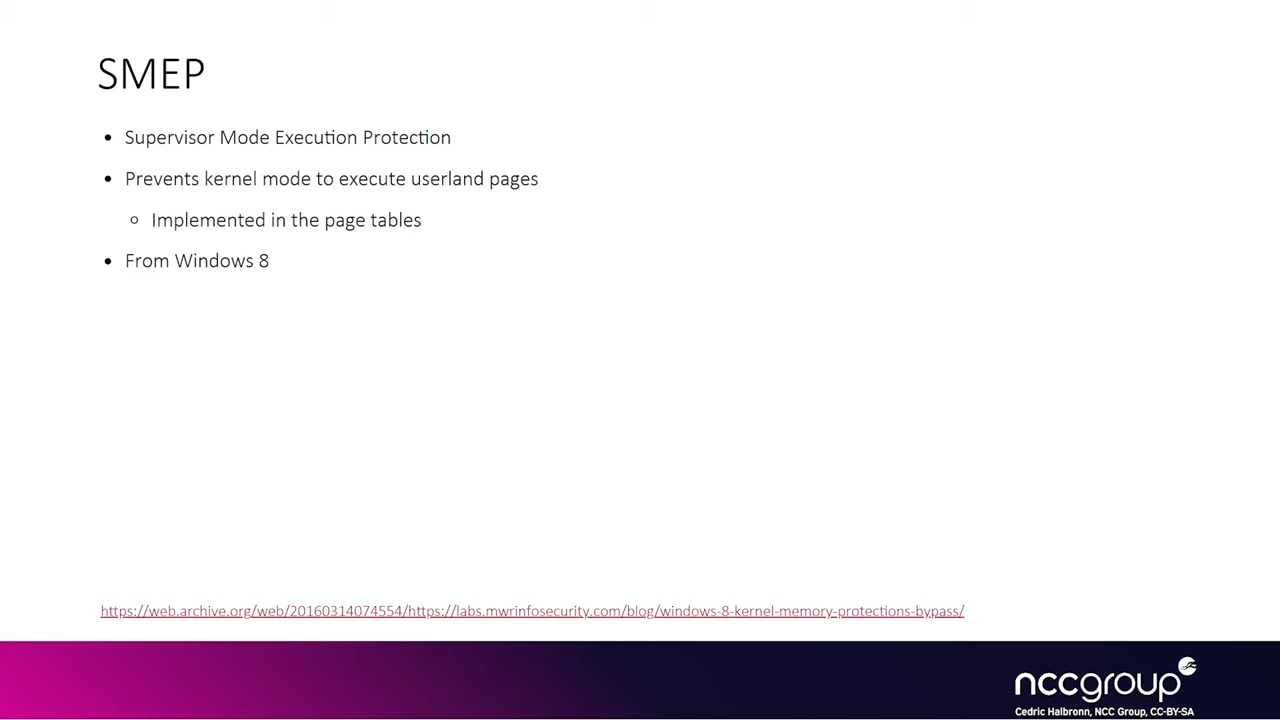 SMEP
• Supervisor Mode Execution Protection
• Prevents kernel mode to execute userland pages
○ Implemented in the page tables
• From Windows 8
https://web.archive.org/web/20160314074554/https://labs.mwrinfosecurity.com/blog/windows-8-kernel-memory-protections-bypass/
nccgroup
Cedric Halbronn, NCC Group, CC-BY-SA